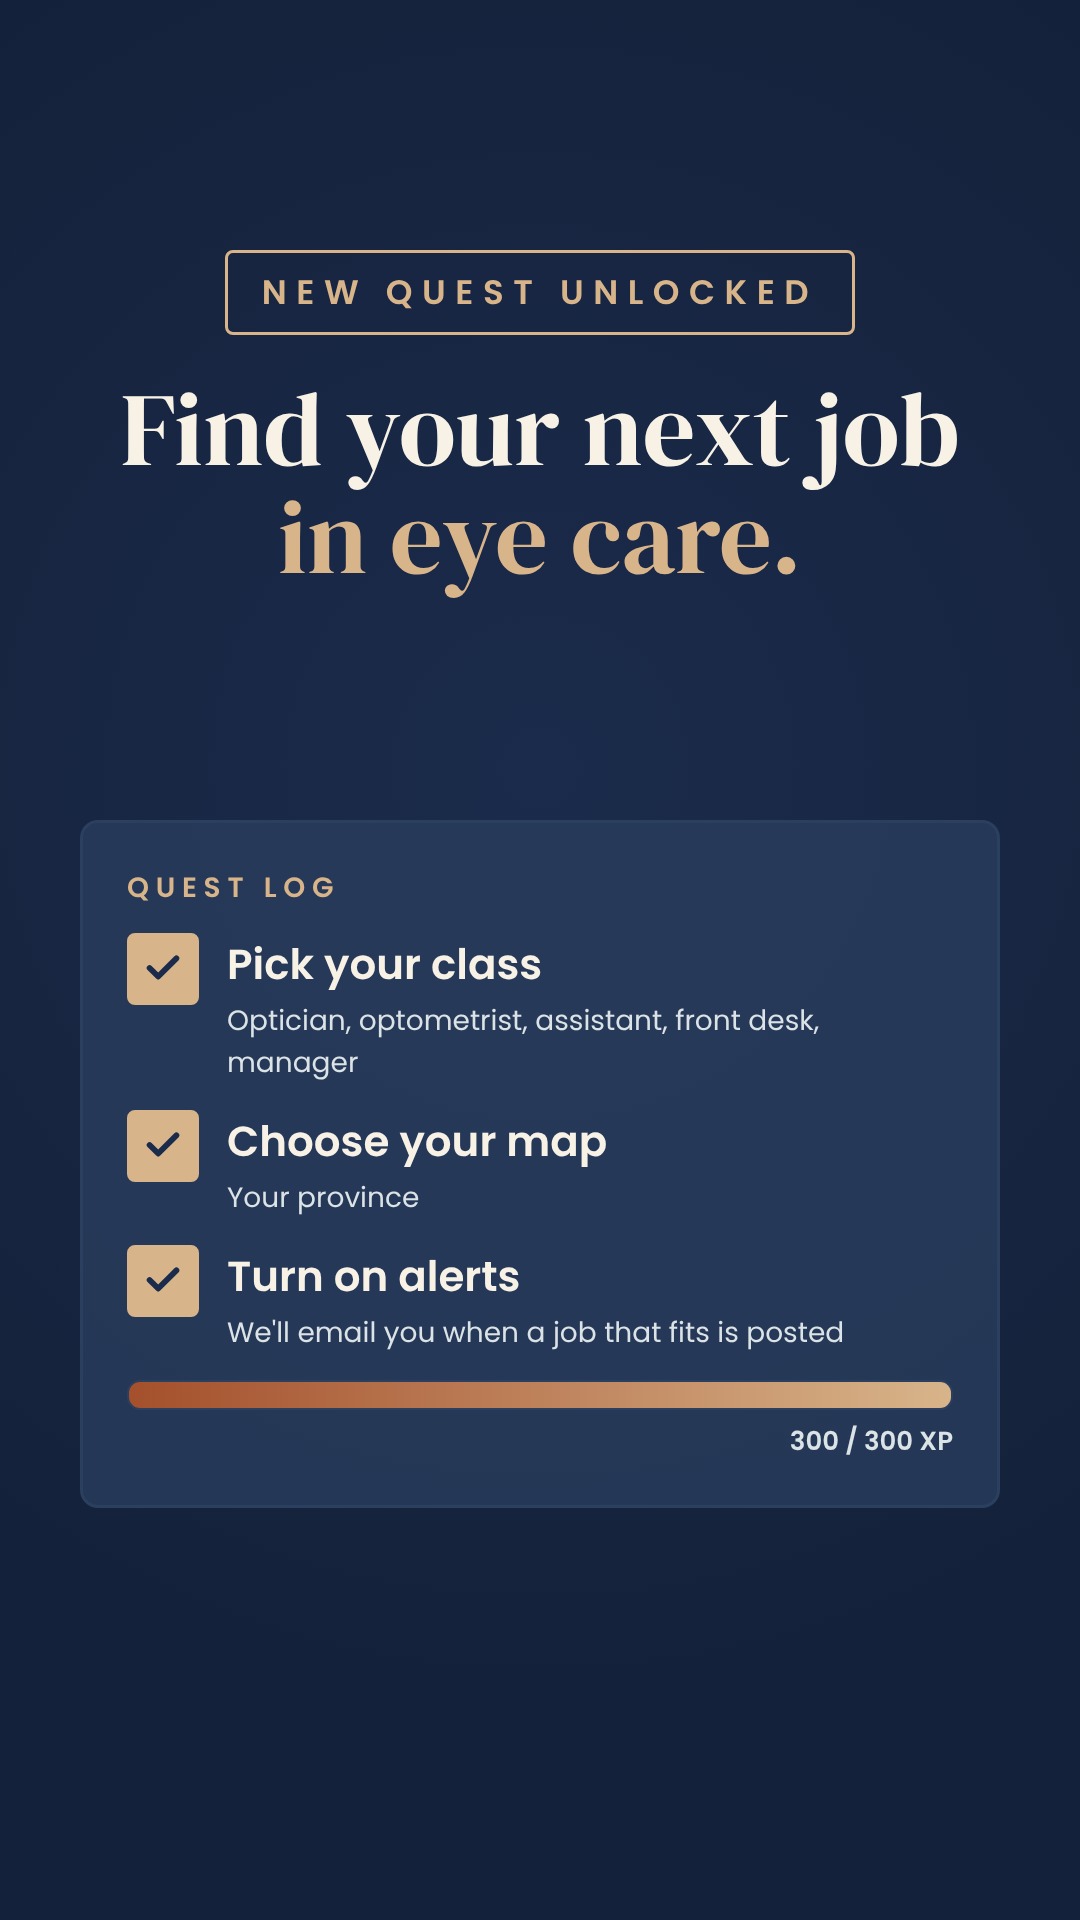 NEW QUEST UNLOCKED
Find your next job
in eye care.
QUEST LOG
Pick your class
Optician, optometrist, assistant, front desk,
manager
Choose your map
Your province
Turn on alerts
We'll email you when a job that fits is posted
300 / 300 XP